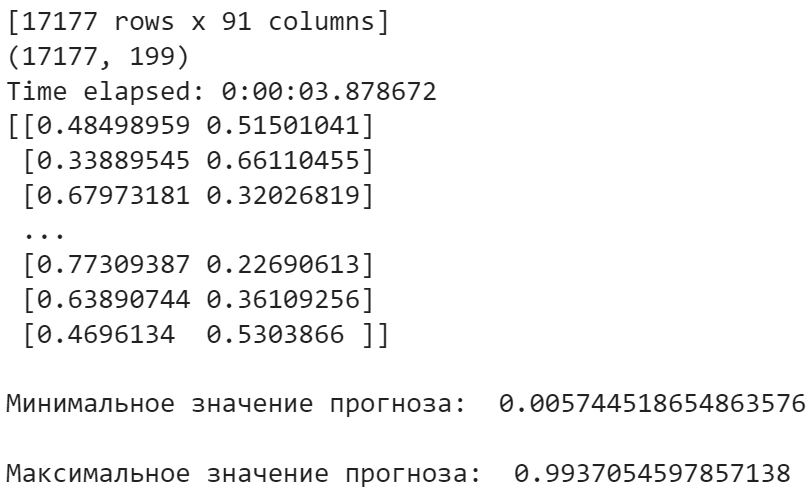 [17177 rows x 91 columns]
(17177, 199)
Time elapsed: 0:00:03.878672
[[0.48498959 0.51501041]
 [0.33889545 0.66110455]
 [0.67973181 0.32026819]
 ...
 [0.77309387 0.22690613]
 [0.63890744 0.36109256]
 [0.4696134  0.5303866 ]]
Минимальное значение прогноза:  0.005744518654863576
Максимальное значение прогноза:  0.9937054597857138